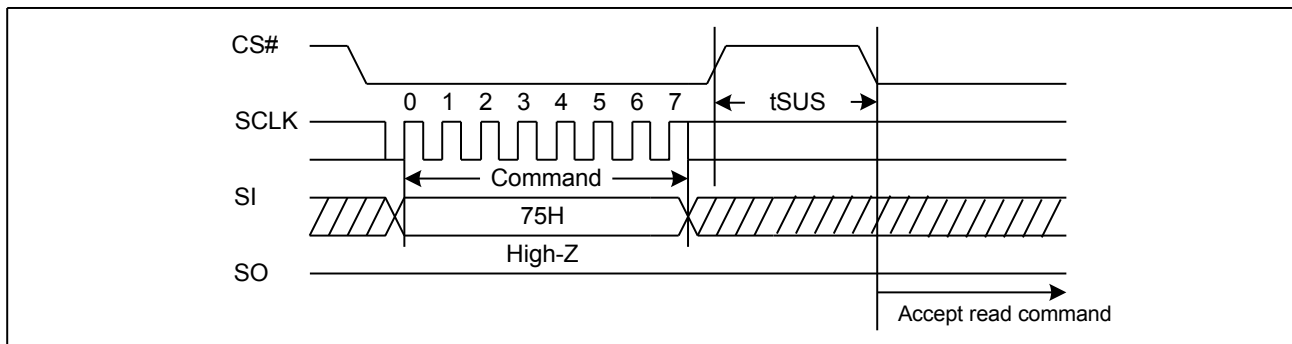 CS#
0 1 2 3 4 5 6 7
tSUS
SCLK
Command
SI
75H
High-Z
SO
Accept read command